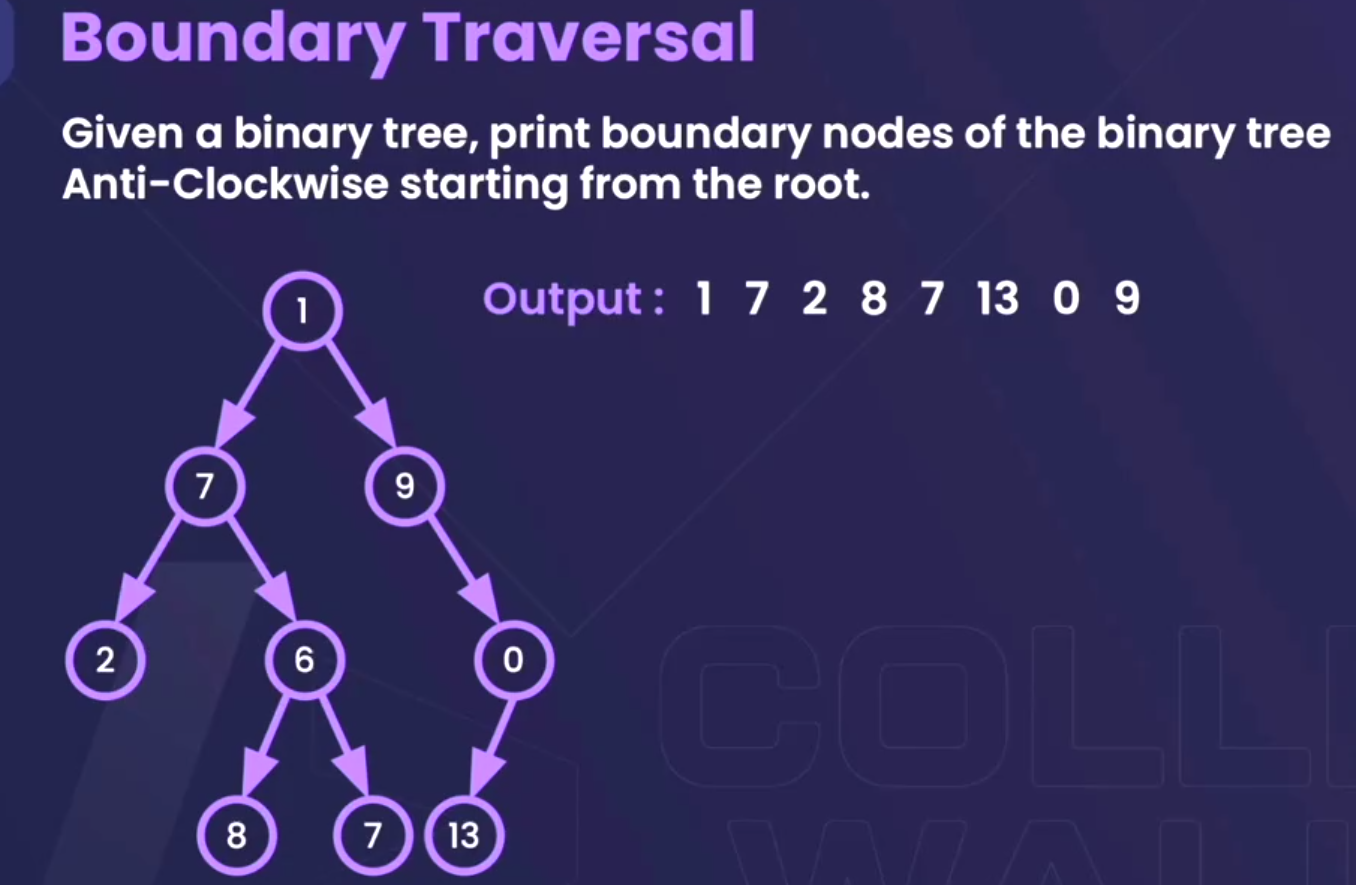 Boundary Traversal
Given a binary tree, print boundary nodes of the binary tree
Anti-Clockwise starting from the root.
Output : 1 7 2 8 7 13 0 9
1
7 9
2 6 0
8 7 13
COLL